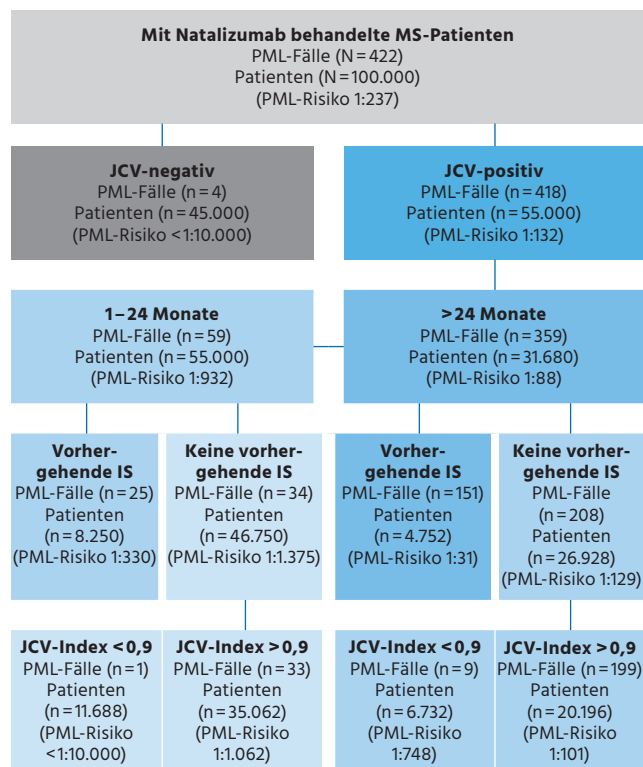 Mit Natalizumab behandelte MS-Patienten
PML-Fälle (N = 422)
Patienten (N = 100.000)
(PML-Risiko 1:237)
JCV-negativ
PML-Fälle (n = 4)
Patienten (n = 45.000)
(PML-Risiko <1:10.000)
JCV-positiv
PML-Fälle (n = 418)
Patienten (n = 55.000)
(PML-Risiko 1:132)
1–24 Monate
PML-Fälle (n = 59)
Patienten (n = 55.000)
(PML-Risiko 1:932)
>24 Monate
PML-Fälle (n = 359)
Patienten (n = 31.680)
(PML-Risiko 1:88)
Vorher-
gehende IS
PML-Fälle (n = 25)
Patienten
(n = 8.250)
(PML-Risiko 1:330)
Keine vorher-
gehende IS
PML-Fälle (n = 34)
Patienten
(n = 46.750)
(PML-Risiko 1:1.375)
Vorher-
gehende IS
PML-Fälle (n = 151)
Patienten
(n = 4.752)
(PML-Risiko 1:31)
Keine vorher-
gehende IS
PML-Fälle
(n = 208)
Patienten
(n = 26.928)
(PML-Risiko 1:129)
JCV-Index <0,9
PML-Fälle (n = 1)
Patienten
(n = 11.688)
(PML-Risiko
<1:10.000)
JCV-Index >0,9
PML-Fälle (n = 33)
Patienten
(n = 35.062)
(PML-Risiko
1:1.062)
JCV-Index <0,9
PML-Fälle (n = 9)
Patienten
(n = 6.732)
(PML-Risiko
1:748)
JCV-Index >0,9
PML-Fälle (n = 199)
Patienten
(n = 20.196)
(PML-Risiko
1:101)